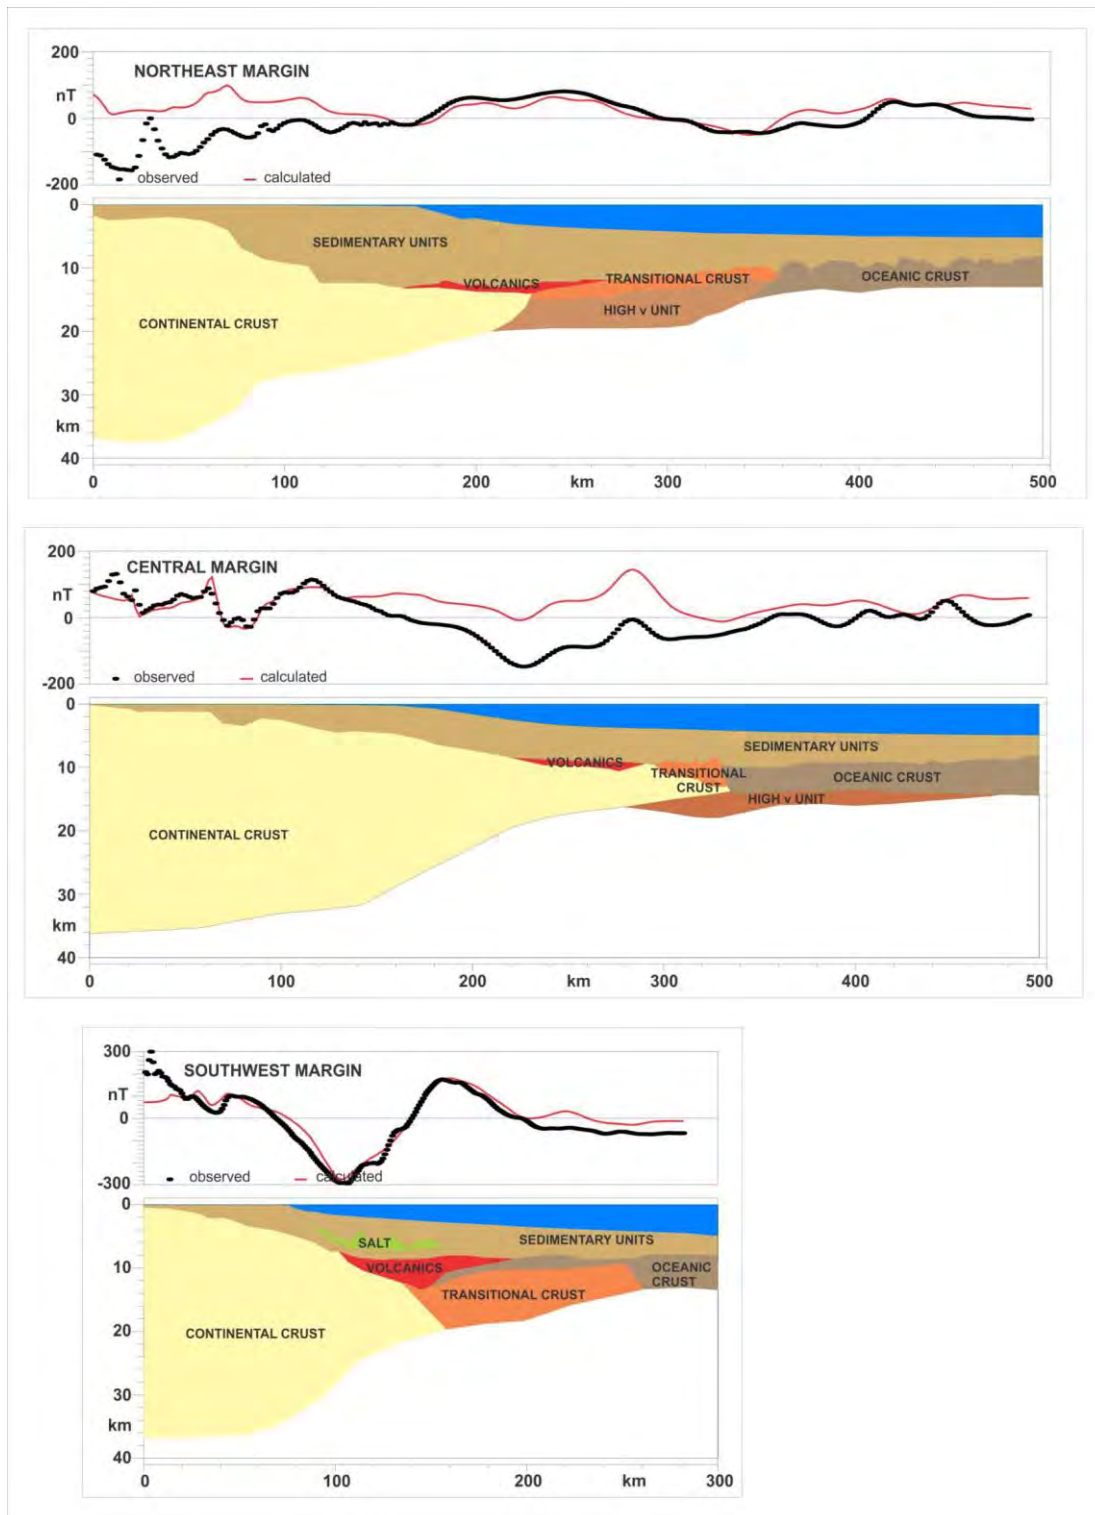 200
NORTHEAST MARGIN
nT
0
-200
observed
calculated
0
SEDIMENTARY UNITS
10
VOLCANICS
TRANSITIONAL CRUST
OCEANIC CRUST
HIGH v UNIT
CONTINENTAL CRUST
20
30
km
40
0 100 200 km 300 400 500
200
CENTRAL MARGIN
nT
0
-200
observed
calculated
0
SEDIMENTARY UNITS
10
VOLCANICS
TRANSITIONAL
CRUST
OCEANIC CRUST
HIGH v UNIT
20
CONTINENTAL CRUST
30
km
40
0 100 200 km 300 400 500
300
SOUTHWEST MARGIN
nT
0
-300
observed
calculated
0
SALT
SEDIMENTARY UNITS
10
VOLCANICS
OCEANIC
CRUST
TRANSITIONAL CRUST
20
CONTINENTAL CRUST
30
km
40
0 100 200 km 300